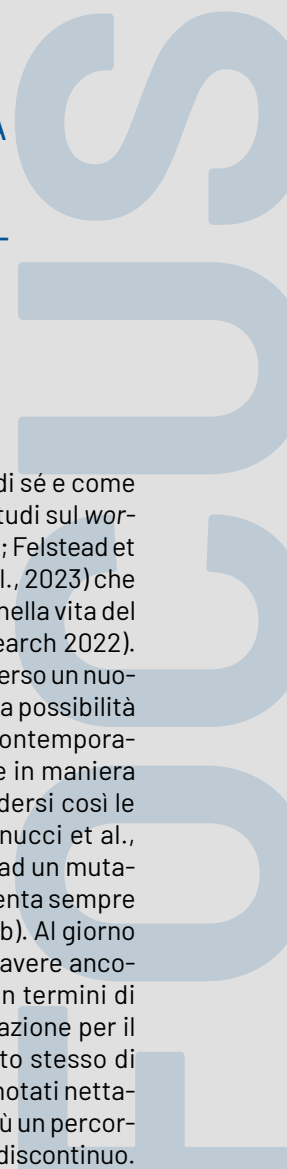 A
di sé e come
tudi sul wor-
; Felstead et
l., 2023) che
nella vita del
earch 2022).
erso un nuo-
a possibilità
ontempora-
e in maniera
dersi così le
nucci et al.,
ad un muta-
enta sempre
b). Al giorno
avere anco-
n termini di
azione per il
to stesso di
notati netta-
ù un percor-
discontinuo.
FOCUS